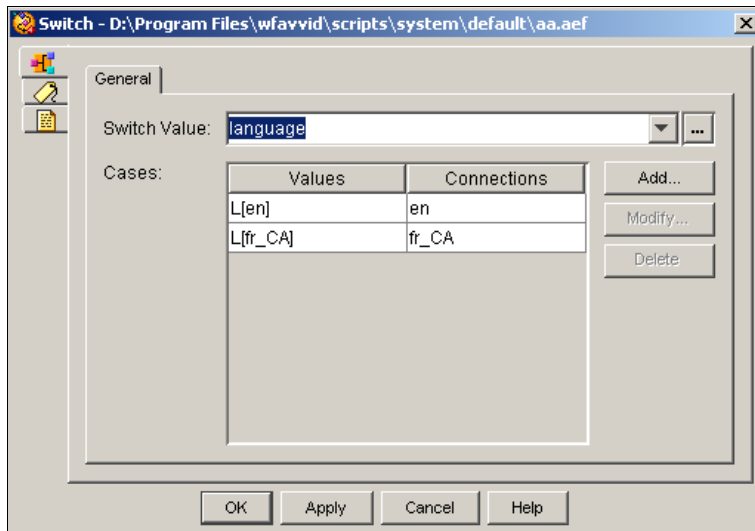 Switch - D:\Program Files\wfavvid\scripts\system\default\aa.aef
General
Switch Value: language ...
Cases: Values Connections Add...
L[en] en Modify...
L[fr_CA] fr_CA Delete
OK Apply Cancel Help